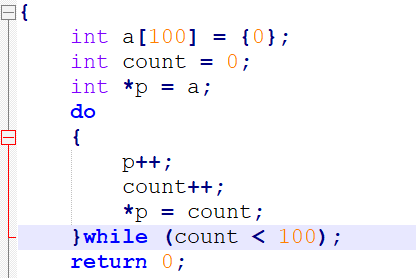 {
int a[100] = {0};
int count = 0;
int *p = a;
do
{
p++;
count++;
*p = count;
}while (count < 100);
return 0;